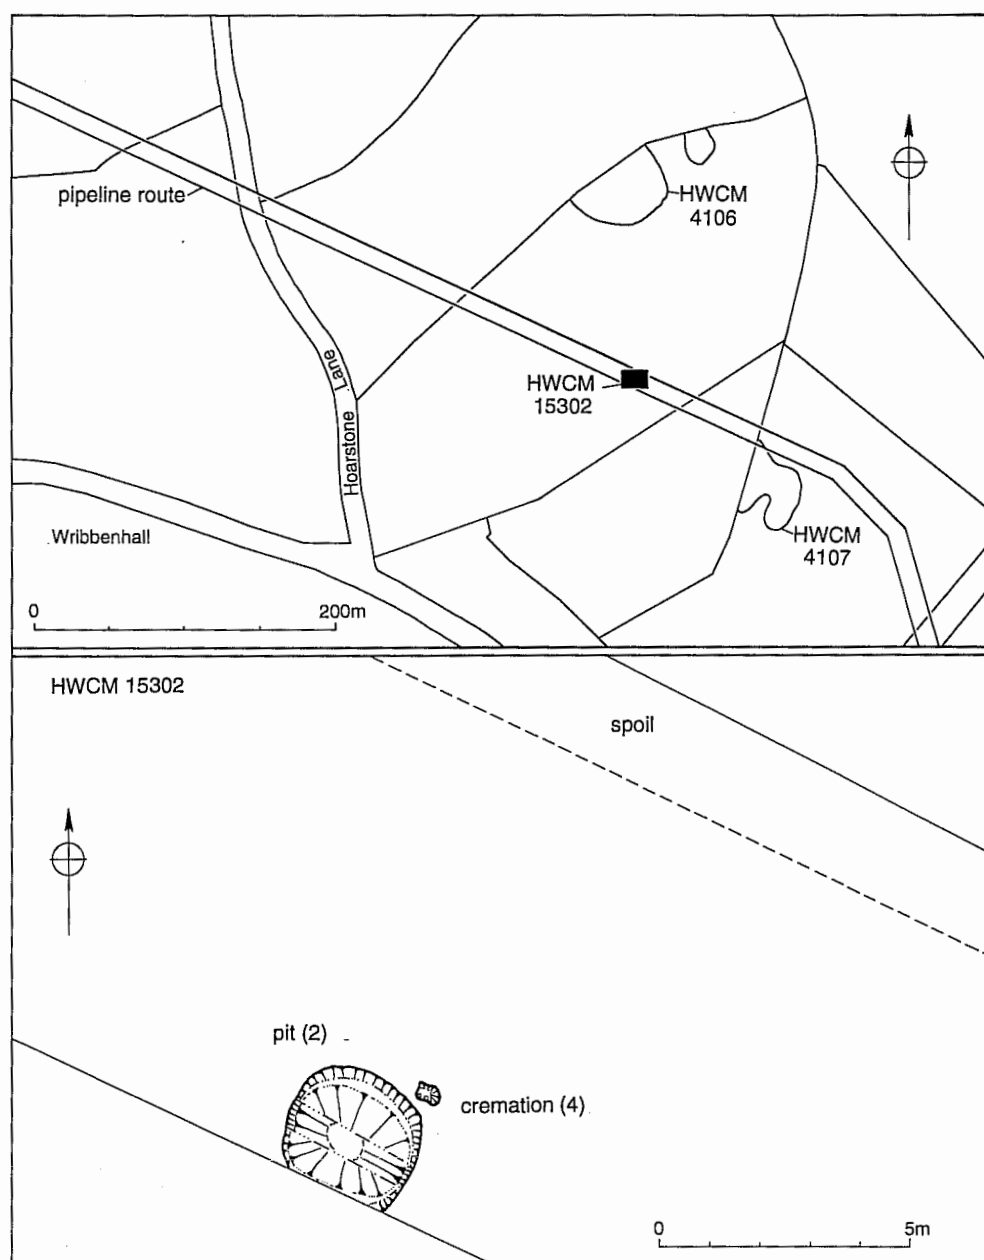 pipeline route
HWCM
4106
HWCM
15302
Hoarstone Lane
Wribbenhall
HWCM
4107
0 200m
HWCM 15302
spoil
pit (2)
cremation (4)
0 5m